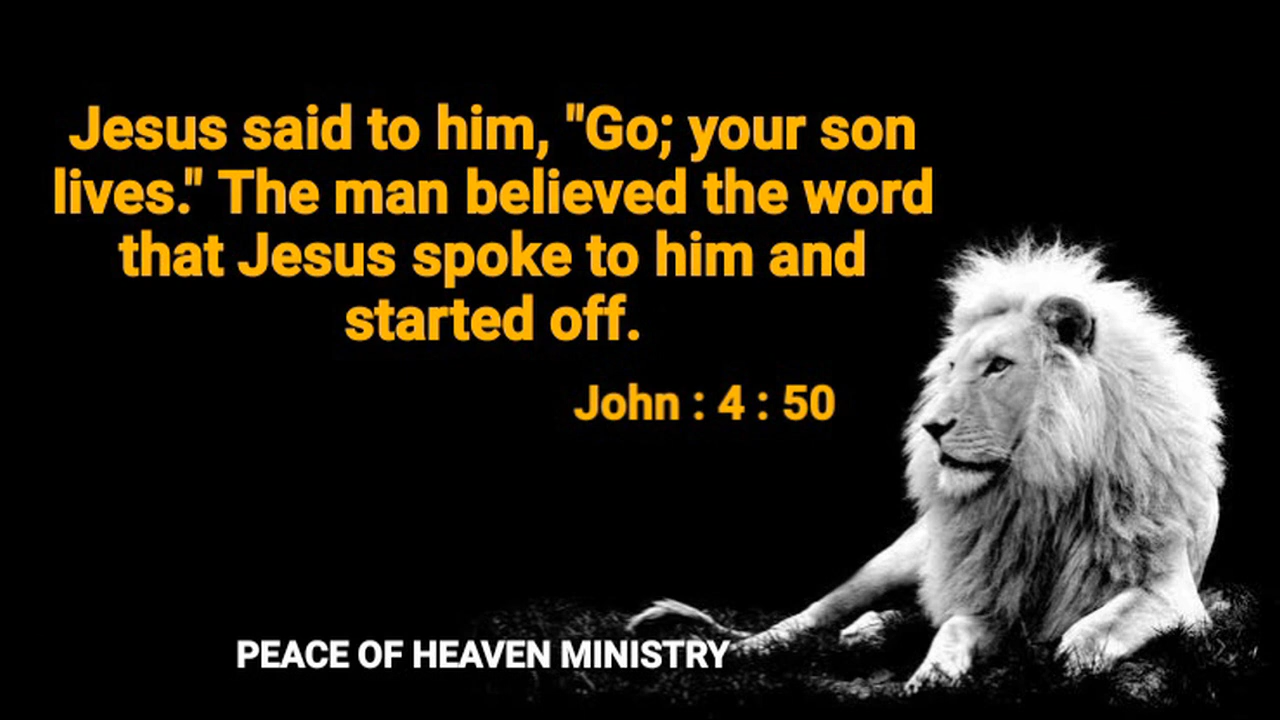 Jesus said to him, "Go; your son
lives." The man believed the word
that Jesus spoke to him and
started off.
John : 4 : 50
PEACE OF HEAVEN MINISTRY